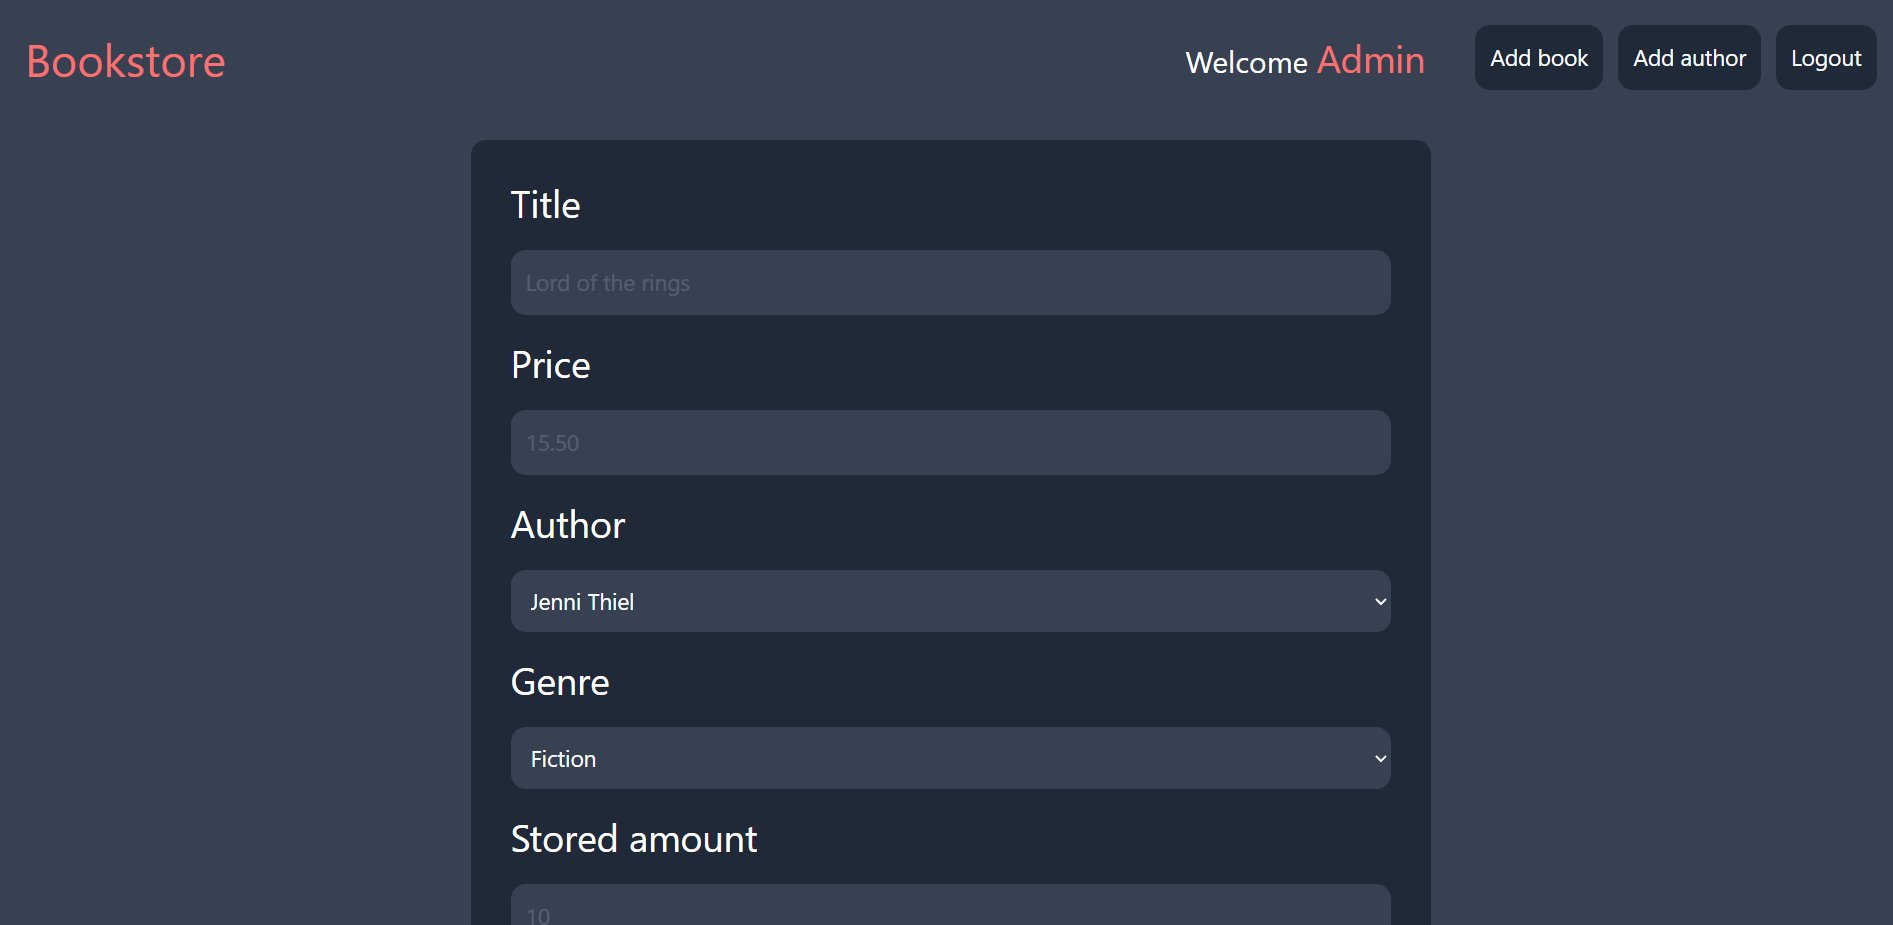 Bookstore
Welcome Admin
Add book
Add author
Logout
Title
Lord of the rings
Price
15.50
Author
Jenni Thiel
Genre
Fiction
Stored amount
10